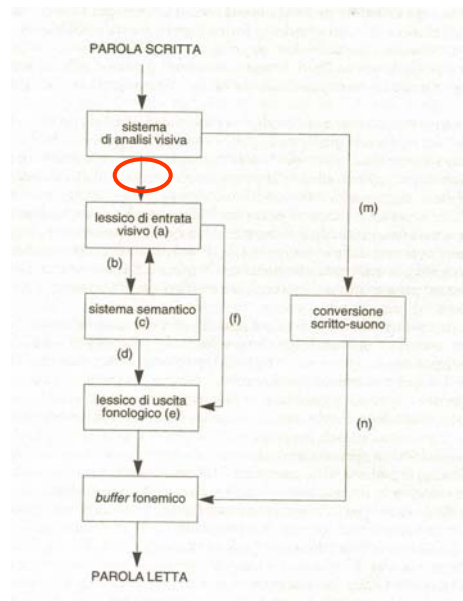 PAROLA SCRITTA
sistema
di analisi visiva
(m)
lessico di entrata
visivo (a)
(b)
sistema semantico
(c)
(f)
conversione
scritto-suono
(d)
lessico di uscita
fonologico (e)
(n)
buffer fonemico
PAROLA LETTA